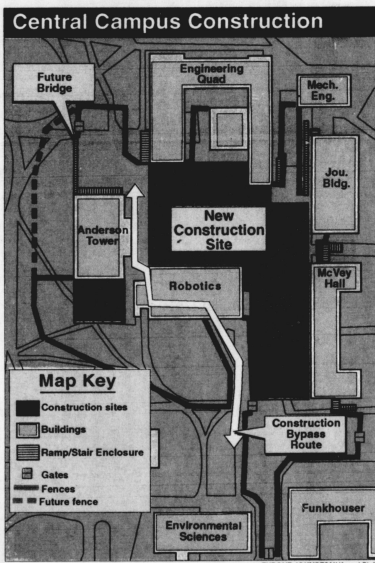 Central Campus Construction
Future
Bridge
Engineering
Quad
Mech.
Eng.
Jou.
Bldg.
New
Construction
Site
Anderson
Tower
Robotics
McVey
Hall
Map Key
Construction sites
Buildings
Ramp/Stair Enclosure
Gates
Fences
Future fence
Construction
Bypass
Route
Environmental
Sciences
Funkhouser